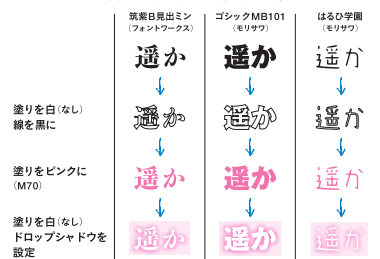 筑紫B見出ミン ゴシックMB101 はるひ学園
（フォントワークス） （モリサワ） （モリサワ）
遥か 遥か 遥か
塗りを白（なし）
線を黒に
遥か 遥か 遥か
塗りをピンクに
（M70）
遥か 遥か 遥か
塗りを白（なし）
ドロップシャドウを
設定
遥か 遥か 遥か